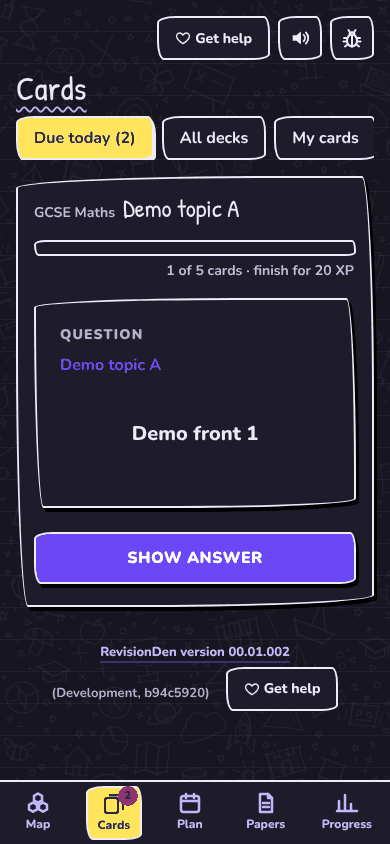 Get help
Cards
Due today (2)
All decks
My cards
GCSE Maths Demo topic A
1 of 5 cards · finish for 20 XP
QUESTION
Demo topic A
Demo front 1
SHOW ANSWER
RevisionDen version 00.01.002
(Development, b94c5920)
Get help
2
Map
Cards
Plan
Papers
Progress